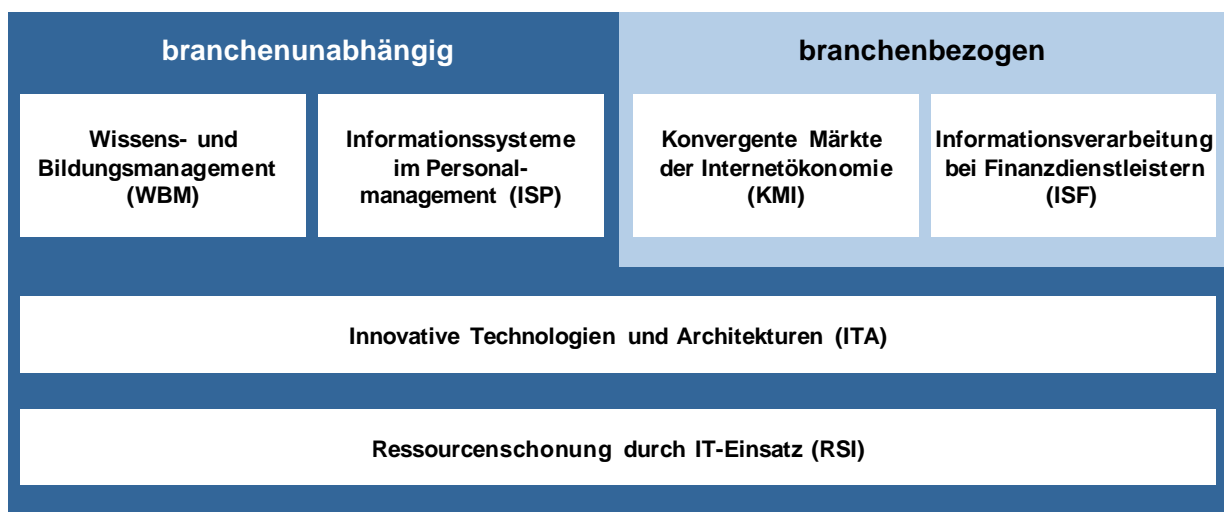 branchenunabhängig
branchenbezogen
Wissens- und
Bildungsmanagement
(WBM)
Informationssysteme
im Personal-
management (ISP)
Konvergente Märkte
der Internetökonomie
(KMI)
Informationsverarbeitung
bei Finanzdienstleistern
(ISF)
Innovative Technologien und Architekturen (ITA)
Ressourcenschonung durch IT-Einsatz (RSI)